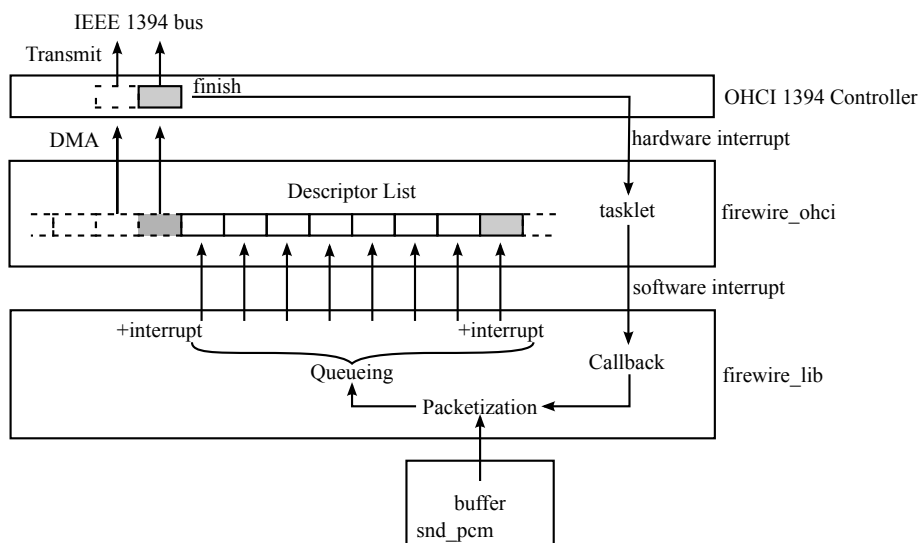 IEEE 1394 bus
Transmit
finish
OHCI 1394 Controller
DMA
hardware interrupt
Descriptor List
tasklet
firewire_ohci
software interrupt
+interrupt
+interrupt
Callback
firewire_lib
Queueing
Packetization
buffer
snd_pcm